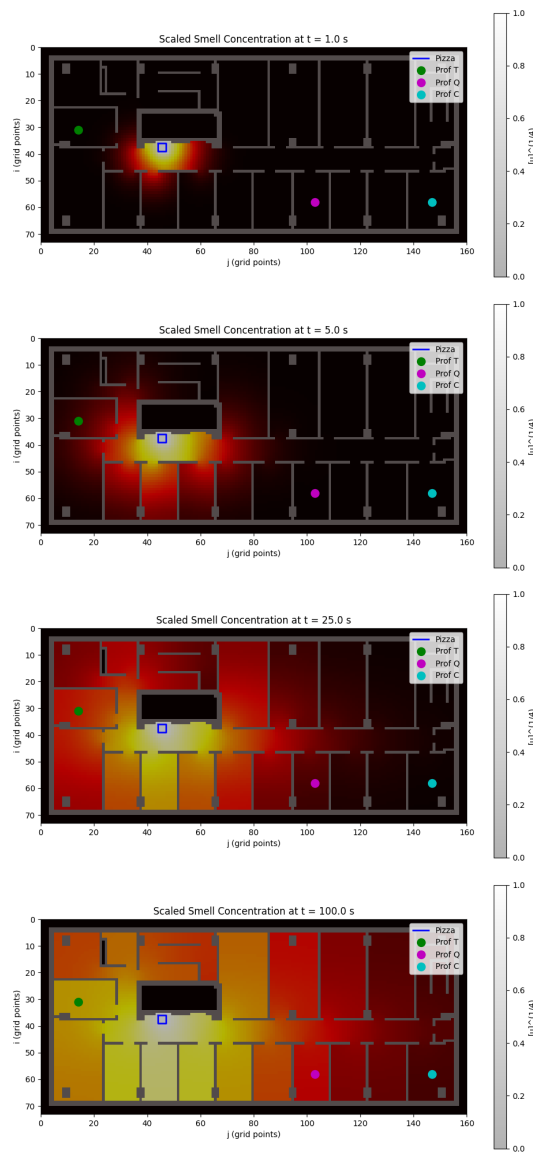 Scaled Smell Concentration at t = 1.0 s
Pizza
Prof T
Prof Q
Prof C
i (grid points)
0
10
20
30
40
50
60
70
0 20 40 60 80 100 120 140 160
j (grid points)
1.0
0.8
0.6
0.4
0.2
0.0
[u]^(1/4)
Scaled Smell Concentration at t = 5.0 s
Pizza
Prof T
Prof Q
Prof C
i (grid points)
0
10
20
30
40
50
60
70
0 20 40 60 80 100 120 140 160
j (grid points)
1.0
0.8
0.6
0.4
0.2
0.0
[u]^(1/4)
Scaled Smell Concentration at t = 25.0 s
Pizza
Prof T
Prof Q
Prof C
i (grid points)
0
10
20
30
40
50
60
70
0 20 40 60 80 100 120 140 160
j (grid points)
1.0
0.8
0.6
0.4
0.2
0.0
[u]^(1/4)
Scaled Smell Concentration at t = 100.0 s
Pizza
Prof T
Prof Q
Prof C
i (grid points)
0
10
20
30
40
50
60
70
0 20 40 60 80 100 120 140 160
j (grid points)
1.0
0.8
0.6
0.4
0.2
0.0
[u]^(1/4)